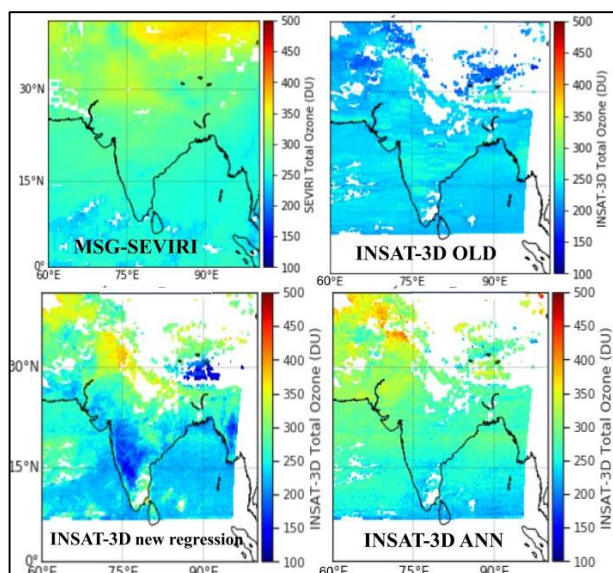 500
450
400
350
300
250
200
150
100
SEVIRI Total Ozone (DU)
30°N
15°N
0°
60°E
75°E
90°E
MSG-SEVIRI
500
450
400
350
300
250
200
150
100
INSAT-3D Total Ozone (DU)
60°E
75°E
90°E
INSAT-3D OLD
500
450
400
350
300
250
200
150
100
INSAT-3D Total Ozone (DU)
30°N
15°N
0°
60°E
75°E
90°E
INSAT-3D new regression
500
450
400
350
300
250
200
150
100
INSAT-3D Total Ozone (DU)
60°E
75°E
90°E
INSAT-3D ANN